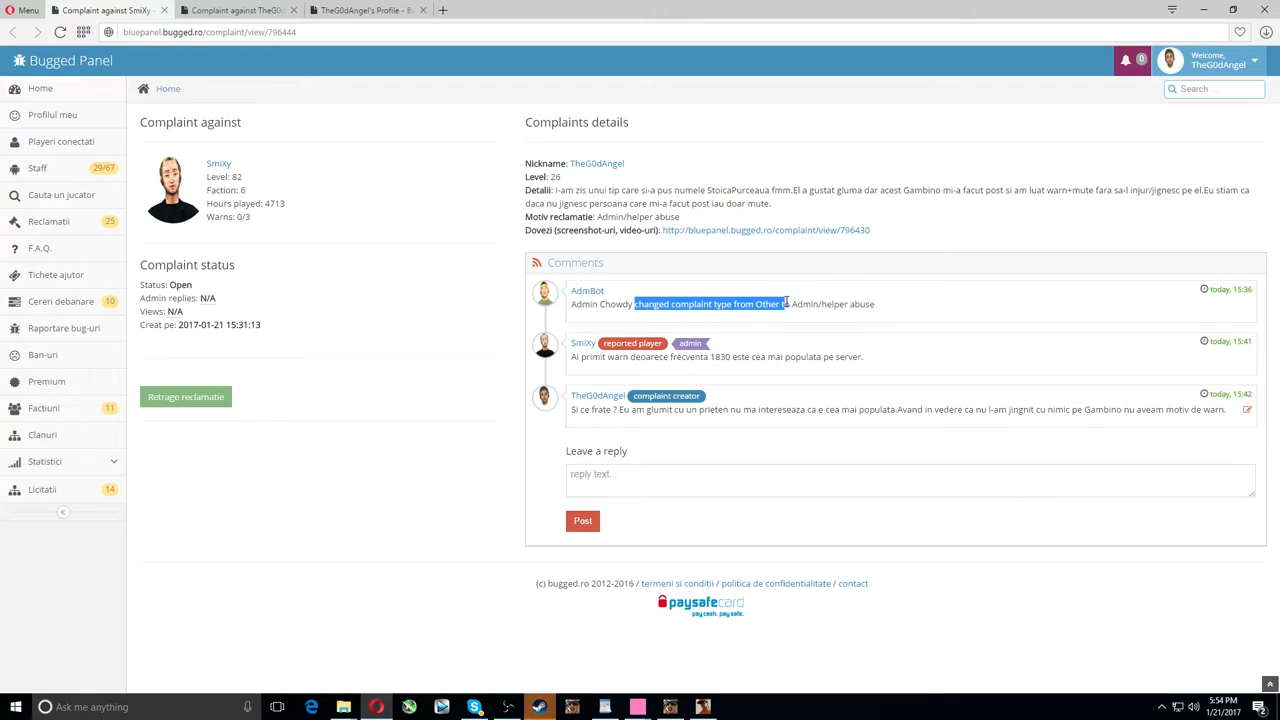 Menu
Complaint against SmiXy -
Complaint against TheG0d
TheG0dAngel's Profile - B
bluepanel.bugged.ro/complaint/view/796444
Bugged Panel
0
Welcome,
TheG0dAngel
Home
Home
Search ...
Profilul meu
Playeri conectati
Staff 29/67
Cauta un jucator
Reclamatii 25
F.A.Q.
Tichete ajutor
Cereri debanare 10
Raportare bug-uri
Ban-uri
Premium
Factiuni 11
Clanuri
Statistici
Licitatii 14
Complaint against
SmiXy
Level: 82
Faction: 6
Hours played: 4713
Warns: 0/3
Complaint status
Status: Open
Admin replies: N/A
Views: N/A
Creat pe: 2017-01-21 15:31:13
Retrage reclamatie
Complaints details
Nickname: TheG0dAngel
Level: 26
Detalii: I-am zis unui tip care si-a pus numele StoicaPurceaua fmm.El a gustat gluma dar acest Gambino mi-a facut post si am luat warn+mute fara sa-l injur/jignesc pe el.Eu stiam ca
daca nu jignesc persoana care mi-a facut post iau doar mute.
Motiv reclamatie: Admin/helper abuse
Dovezi (screenshot-uri, video-uri): http://bluepanel.bugged.ro/complaint/view/796430
Comments
AdmBot
today, 15:36
Admin Chowdy changed complaint type from Other Admin/helper abuse
SmiXy reported player admin
today, 15:41
Ai primit warn deoarece frecventa 1830 este cea mai populata pe server.
TheG0dAngel complaint creator
today, 15:42
Si ce frate ? Eu am glumit cu un prieten nu ma intereseaza ca e cea mai populata.Avand in vedere ca nu l-am jingnit cu nimic pe Gambino nu aveam motiv de warn.
Leave a reply
reply text...
Post
(c) bugged.ro 2012-2016 / termeni si conditii / politica de confidentialitate / contact
paysafecard
pay cash. pay safe.
Ask me anything
5:54 PM
1/21/2017
2